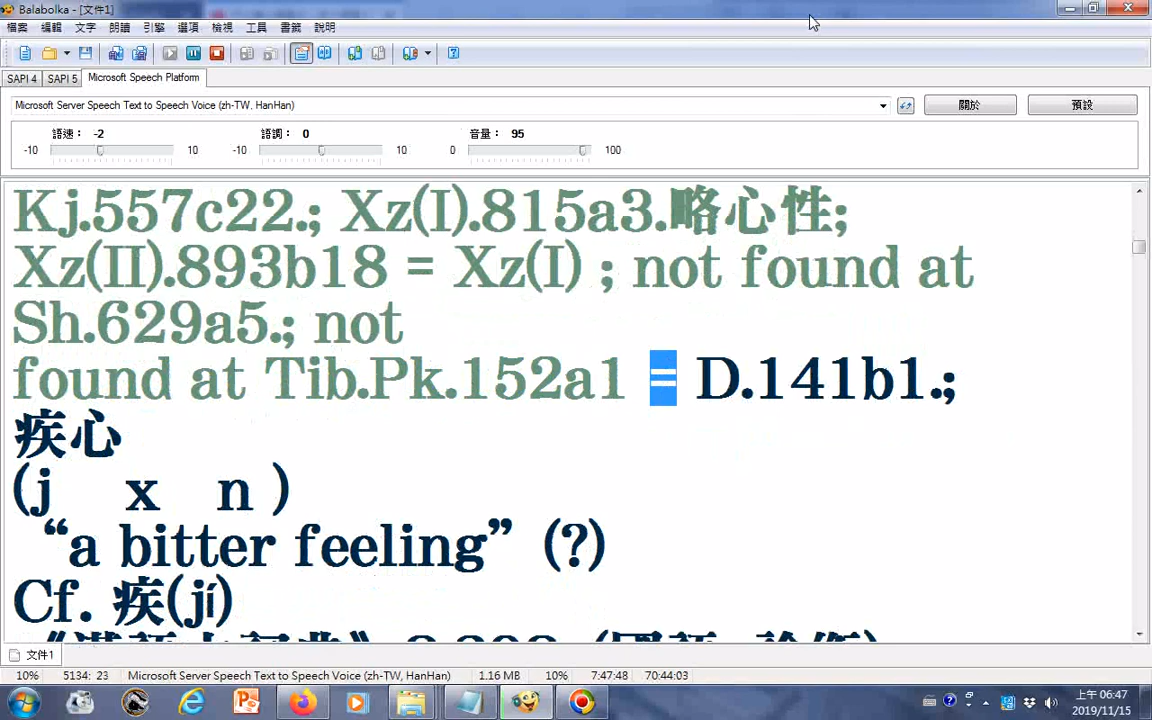 Balabolka - [文件1]
檔案 編輯 文字 朗讀 引擎 選項 檢視 工具 書籤 說明
SAPI 4 SAPI 5 Microsoft Speech Platform
Microsoft Server Speech Text to Speech Voice (zh-TW, HanHan) 關於 預設
語速： -2 語調： 0 音量： 95
-10 10 -10 10 0 100
Kj.557c22.; Xz(I).815a3.略心性;
Xz(II).893b18 = Xz(I) ; not found at
Sh.629a5.; not
found at Tib.Pk.152a1 = D.141b1.;
疾心
(j x n )
“a bitter feeling” (?)
Cf. 疾(jí)
文件1
10% 5134: 23 Microsoft Server Speech Text to Speech Voice (zh-TW, HanHan) 1.16 MB 10% 7:47:48 70:44:03
上午 06:47
2019/11/15